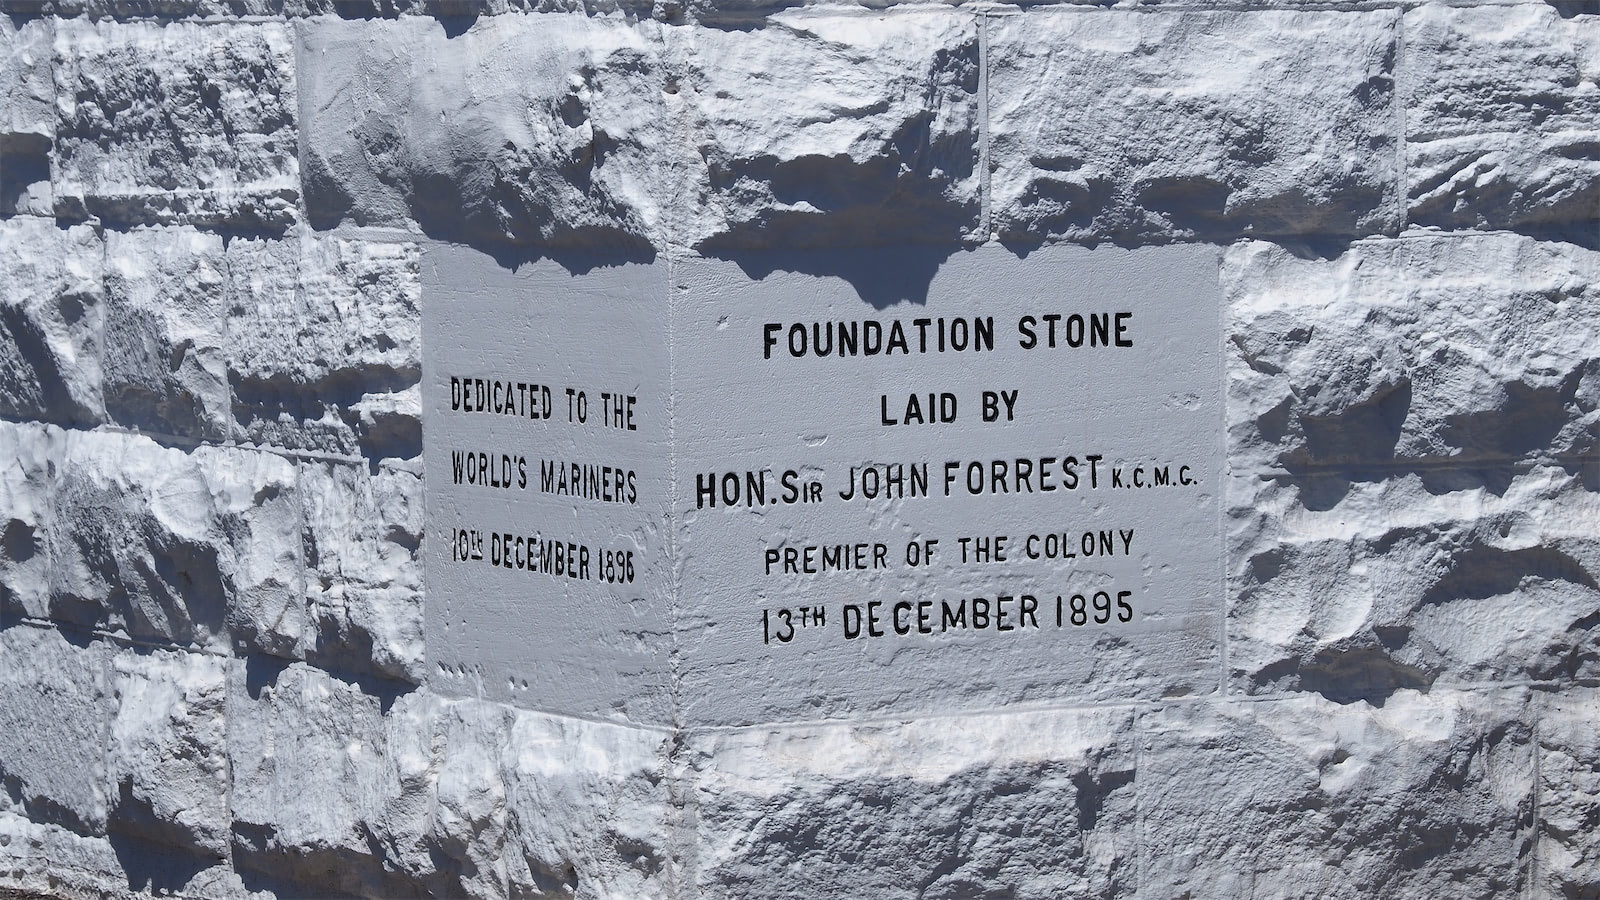 DEDICATED TO THE
WORLD'S MARINERS
10TH DECEMBER 1896
FOUNDATION STONE
LAID BY
HON. SIR JOHN FORREST K.C.M.G.
PREMIER OF THE COLONY
13TH DECEMBER 1895